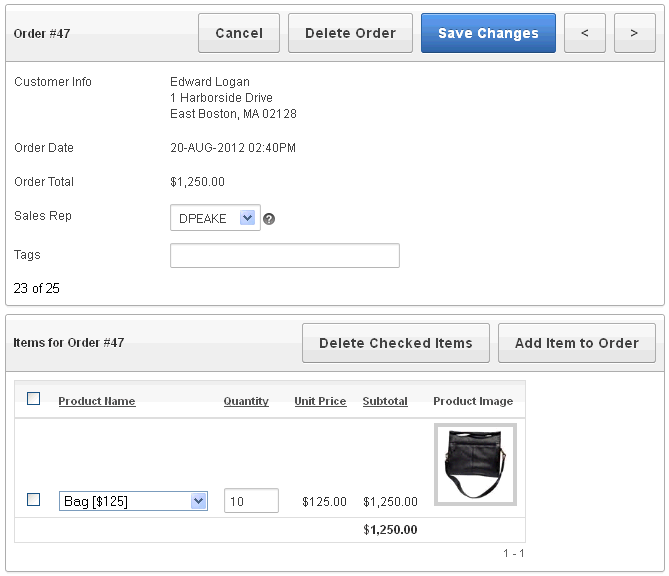 Order #47 Cancel Delete Order Save Changes < >
Customer Info Edward Logan
1 Harborside Drive
East Boston, MA 02128
Order Date 20-AUG-2012 02:40PM
Order Total $1,250.00
Sales Rep DPEAKE ?
Tags
23 of 25
Items for Order #47 Delete Checked Items Add Item to Order
Product Name Quantity Unit Price Subtotal Product Image
Bag [$125] 10 $125.00 $1,250.00
$1,250.00
1 - 1